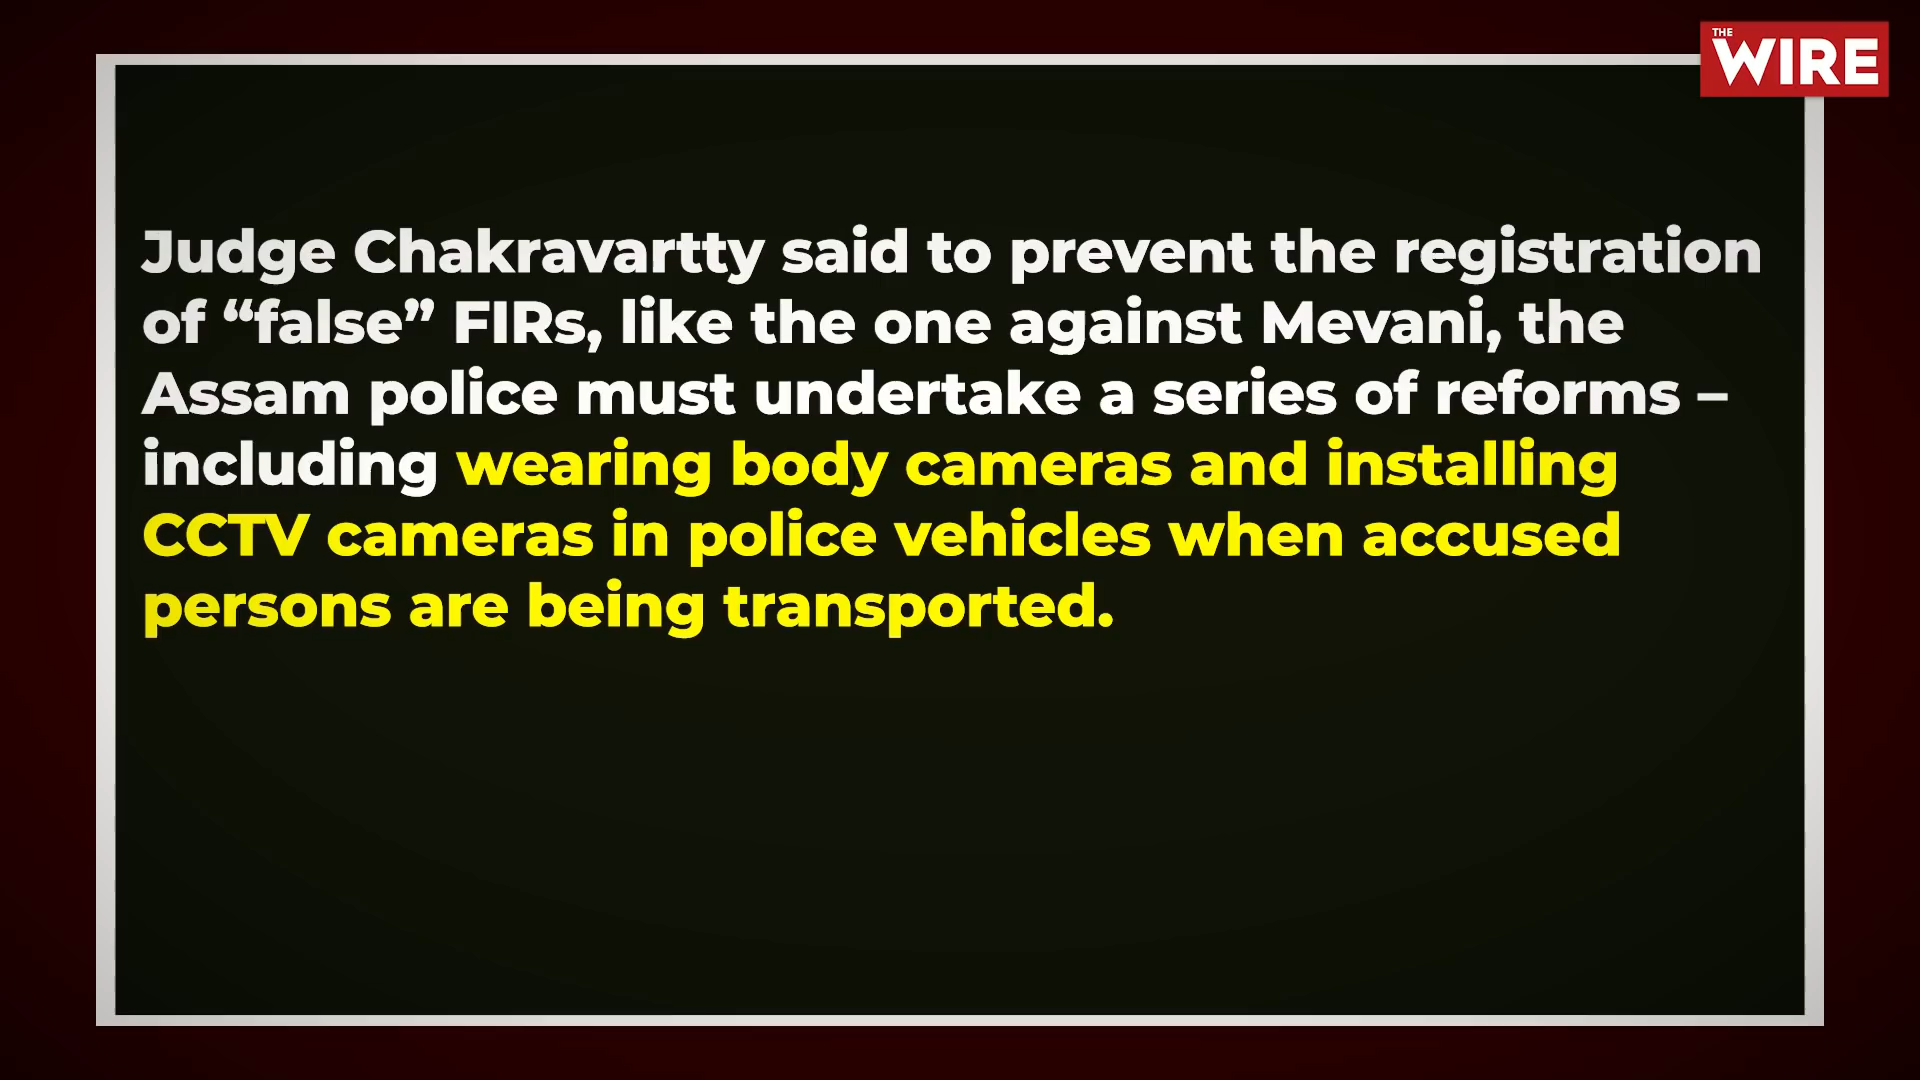 THE
WIRE
Judge Chakravartty said to prevent the registration
of “false” FIRs, like the one against Mevani, the
Assam police must undertake a series of reforms –
including wearing body cameras and installing
CCTV cameras in police vehicles when accused
persons are being transported.